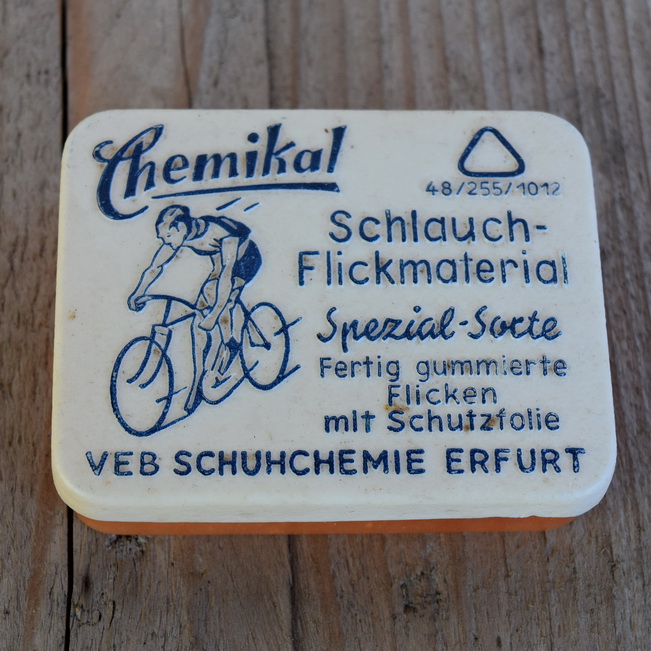 Chemikal
48/255/1012
Schlauch-
Flickmaterial
Spezial-Sorte
Fertig gummierte
Flicken
mit Schutzfolie
VEB SCHUHCHEMIE ERFURT